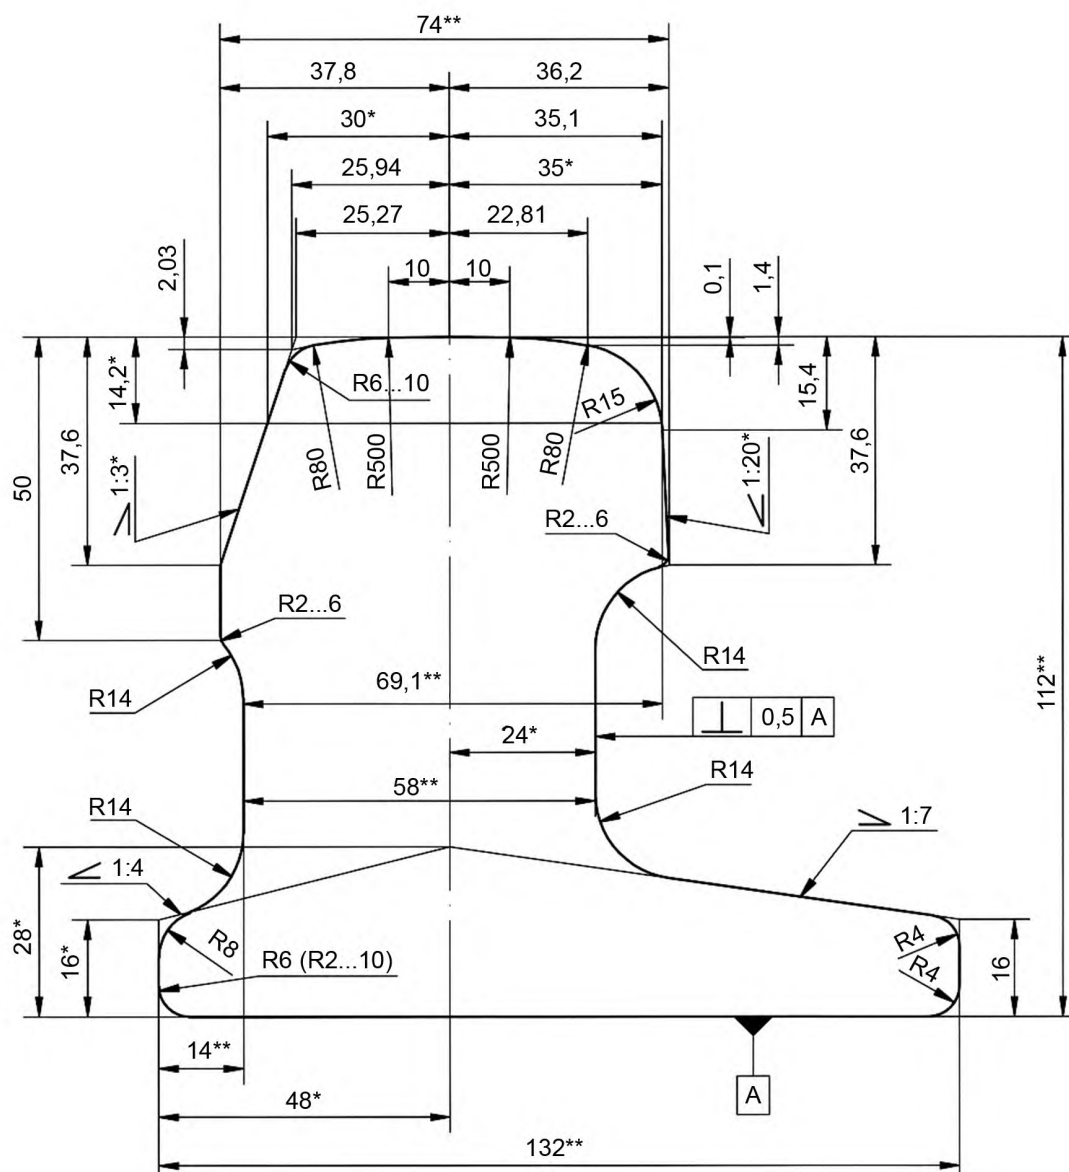 74**
37,8 36,2
30* 35,1
25,94 35*
25,27 22,81
2,03 10 10 0,1 1,4
14,2* R6...10 R15 15,4
50 37,6 1:3* R80 R500 R500 R80 1:20* 37,6
R2...6
R2...6
R14 R14
69,1** 112**
24* 0,5 A
R14
58**
R14 1:7
1:4
28* 16* R8 R4
R6 (R2...10) R4 16
14**
A
48*
132**